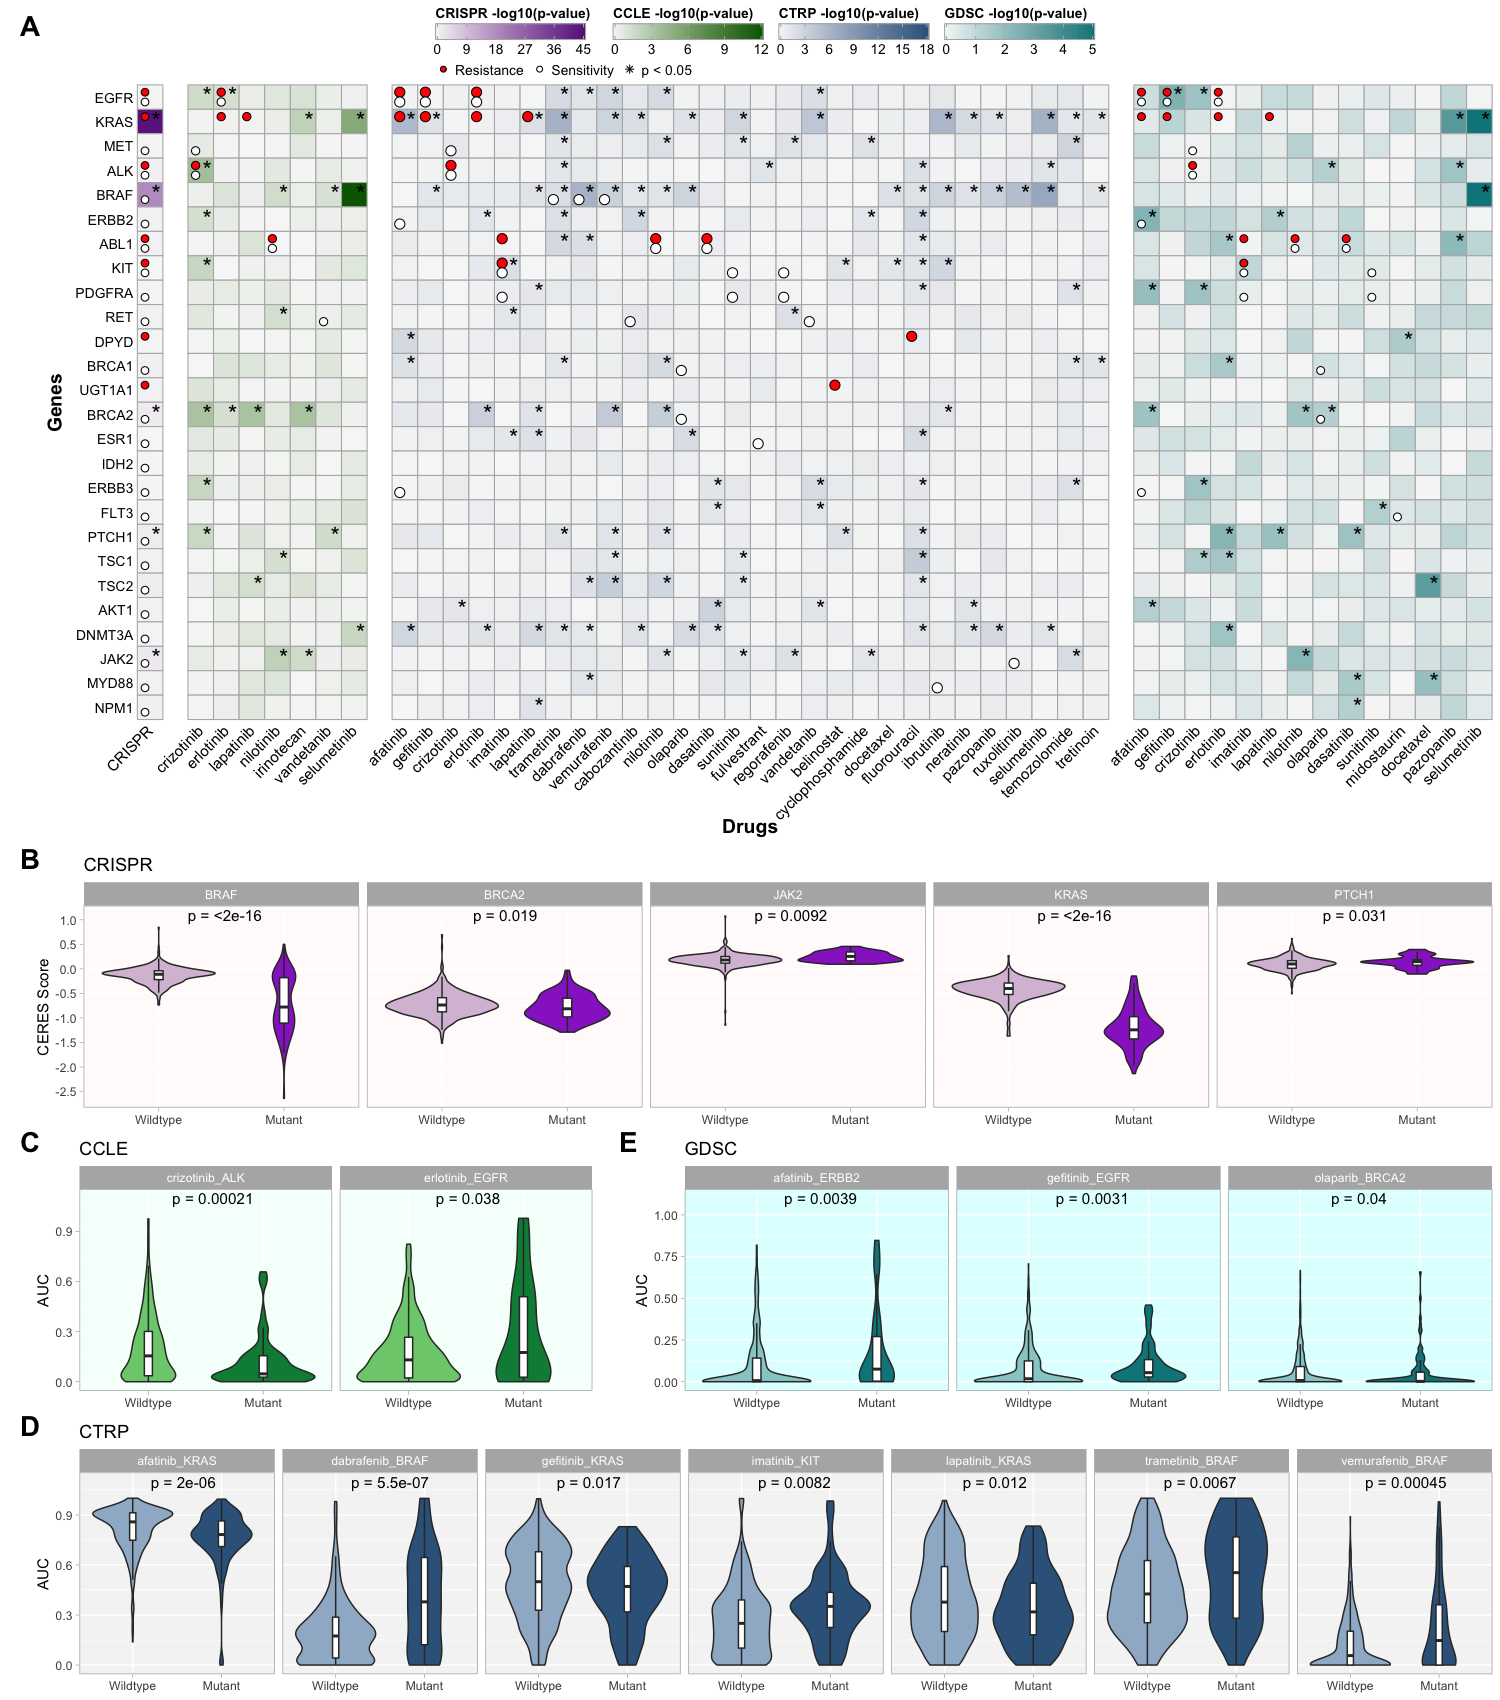 A
CRISPR -log10(p-value) CCLE -log10(p-value) CTRP -log10(p-value) GDSC -log10(p-value)
0 9 18 27 36 45 0 3 6 9 12 0 3 6 9 12 15 18 0 1 2 3 4 5
Resistance Sensitivity * p < 0.05
Genes
EGFR
KRAS
MET
ALK
BRAF
ERBB2
ABL1
KIT
PDGFRA
RET
DPYD
BRCA1
UGT1A1
BRCA2
ESR1
IDH2
ERBB3
FLT3
PTCH1
TSC1
TSC2
AKT1
DNMT3A
JAK2
MYD88
NPM1
CRISPR
crizotinib
erlotinib
lapatinib
nilotinib
irinotecan
vandetanib
selumetinib
afatinib
gefitinib
crizotinib
erlotinib
imatinib
lapatinib
trametinib
dabrafenib
vemurafenib
cabozantinib
nilotinib
olaparib
dasatinib
sunitinib
fulvestrant
regorafenib
vandetanib
belinostat
cyclophosphamide
docetaxel
fluorouracil
ibrutinib
neratinib
pazopanib
ruxolitinib
selumetinib
temozolomide
tretinoin
afatinib
gefitinib
crizotinib
erlotinib
imatinib
lapatinib
nilotinib
olaparib
dasatinib
sunitinib
midostaurin
docetaxel
pazopanib
selumetinib
Drugs
B
CRISPR
BRAF BRCA2 JAK2 KRAS PTCH1
p = <2e-16 p = 0.019 p = 0.0092 p = <2e-16 p = 0.031
CERES Score
1.0
0.5
0.0
-0.5
-1.0
-1.5
-2.0
-2.5
Wildtype Mutant Wildtype Mutant Wildtype Mutant Wildtype Mutant Wildtype Mutant
C
CCLE
crizotinib_ALK erlotinib_EGFR
p = 0.00021 p = 0.038
AUC
0.9
0.6
0.3
0.0
Wildtype Mutant Wildtype Mutant
E
GDSC
afatinib_ERBB2 gefitinib_EGFR olaparib_BRCA2
p = 0.0039 p = 0.0031 p = 0.04
AUC
1.00
0.75
0.50
0.25
0.00
Wildtype Mutant Wildtype Mutant Wildtype Mutant
D
CTRP
afatinib_KRAS dabrafenib_BRAF gefitinib_KRAS imatinib_KIT lapatinib_KRAS trametinib_BRAF vemurafenib_BRAF
p = 2e-06 p = 5.5e-07 p = 0.017 p = 0.0082 p = 0.012 p = 0.0067 p = 0.00045
AUC
0.9
0.6
0.3
0.0
Wildtype Mutant Wildtype Mutant Wildtype Mutant Wildtype Mutant Wildtype Mutant Wildtype Mutant Wildtype Mutant